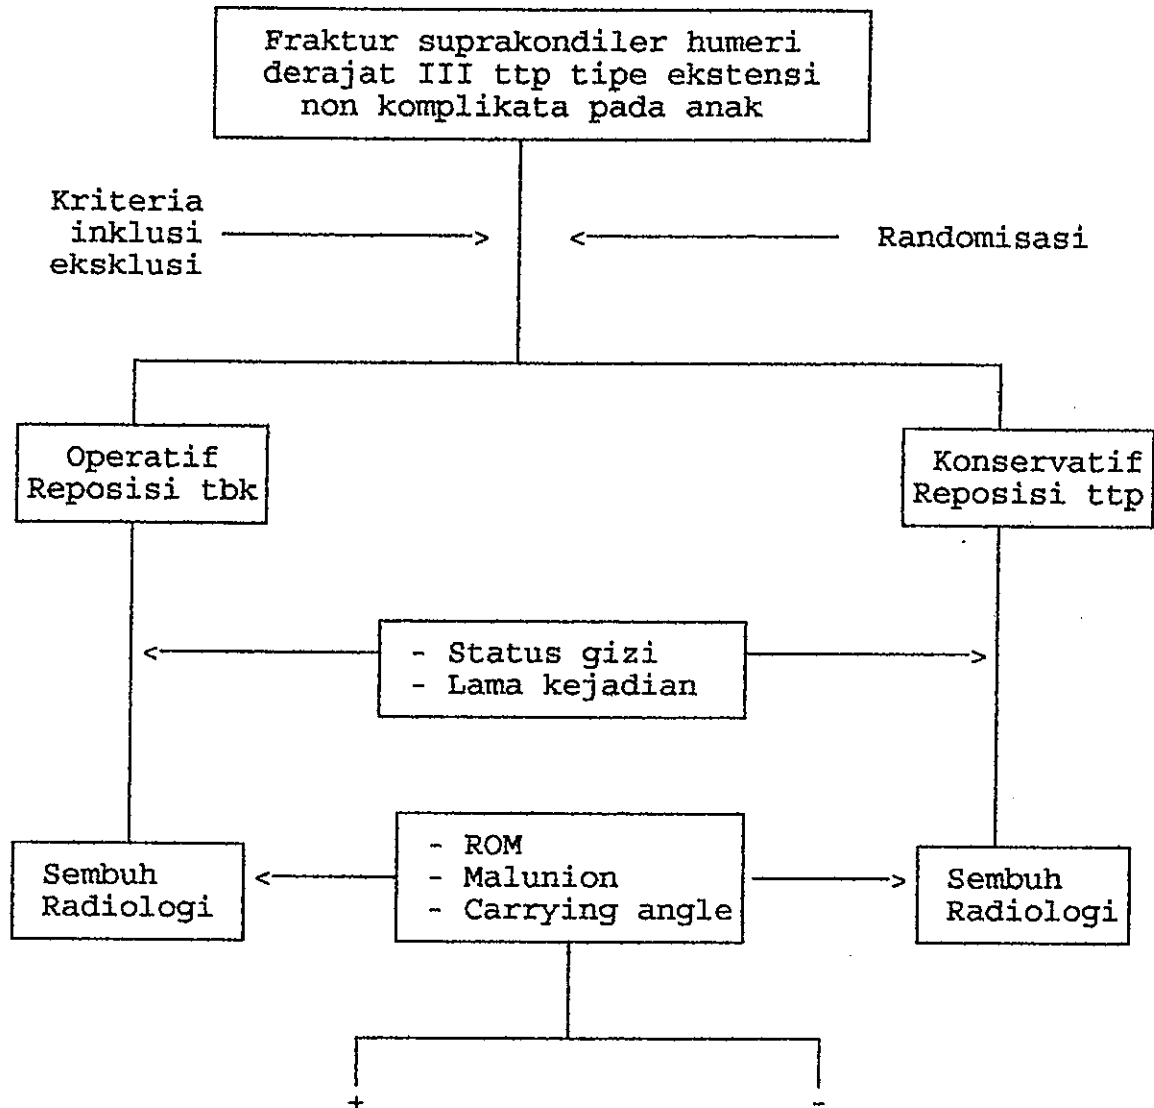 Fraktur suprakondiler humeri
derajat III ttp tipe ekstensi
non komplikata pada anak
Kriteria
inklusi
eksklusi
Randomisasi
Operatif
Reposisi tbk
Konservatif
Reposisi ttp
- Status gizi
- Lama kejadian
Sembuh
Radiologi
- ROM
- Malunion
- Carrying angle
Sembuh
Radiologi
+
-